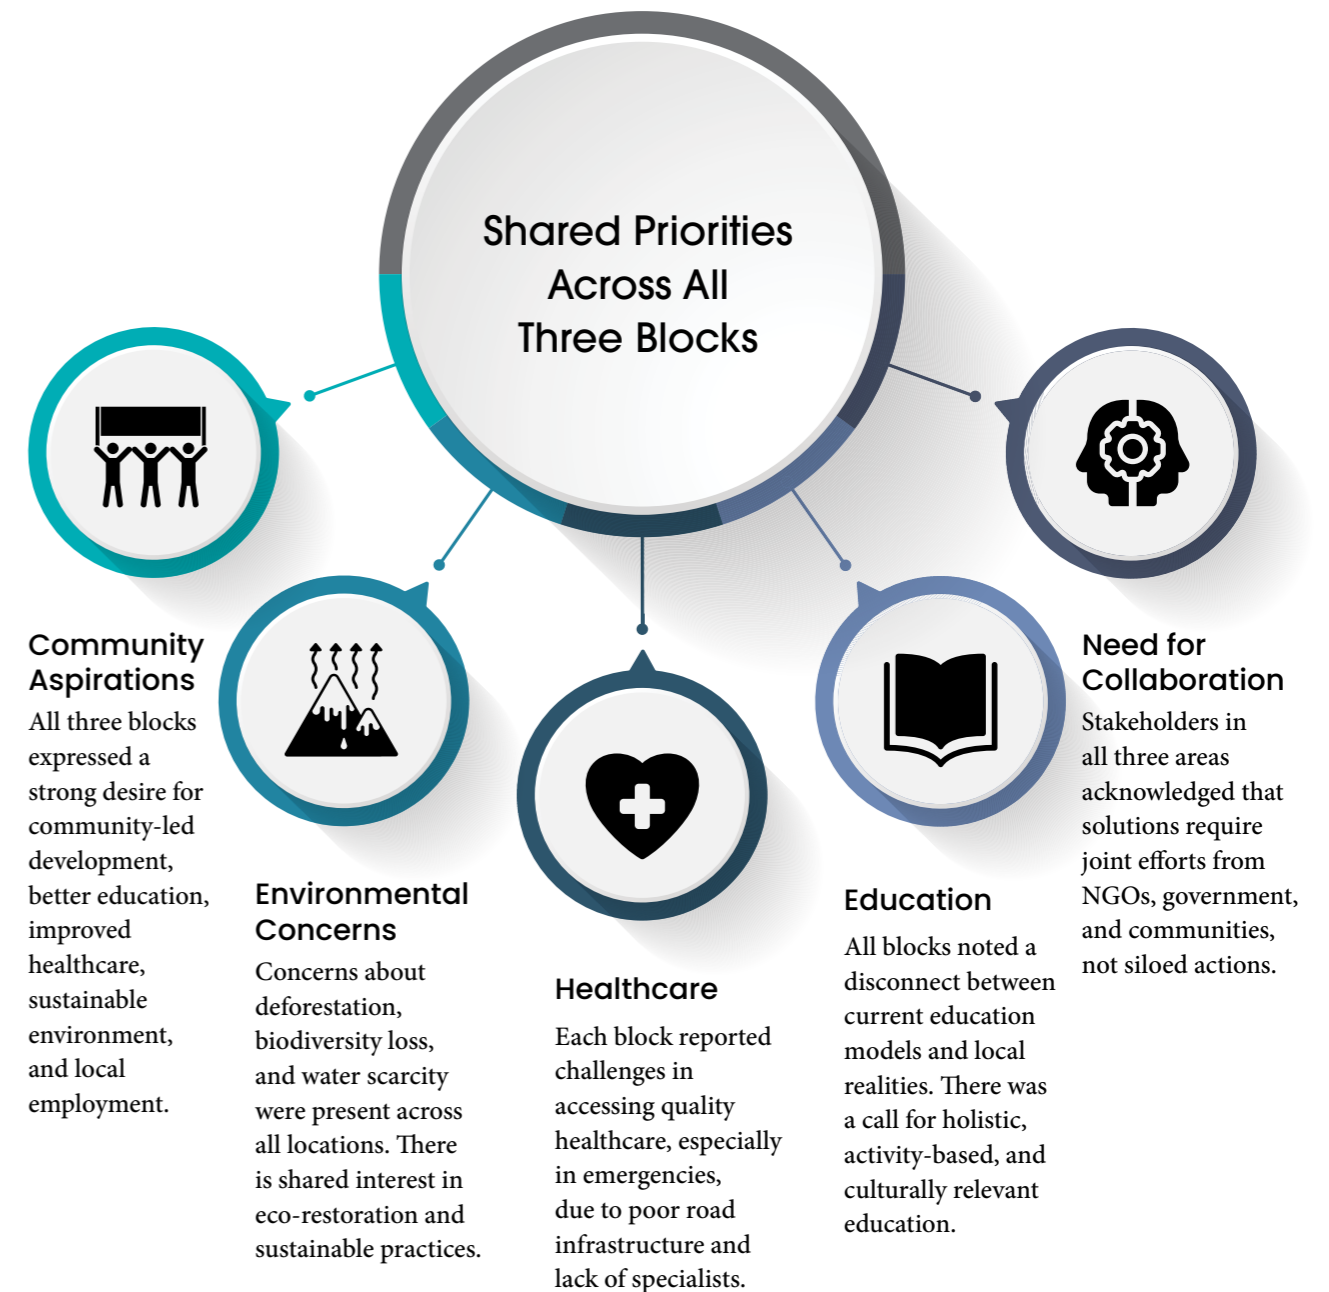 Shared Priorities
Across All
Three Blocks
Community
Aspirations
All three blocks
expressed a
strong desire for
community-led
development,
better education,
improved
healthcare,
sustainable
environment,
and local
employment.
Environmental
Concerns
Concerns about
deforestation,
biodiversity loss,
and water scarcity
were present across
all locations. There
is shared interest in
eco-restoration and
sustainable practices.
Healthcare
Each block reported
challenges in
accessing quality
healthcare, especially
in emergencies,
due to poor road
infrastructure and
lack of specialists.
Education
All blocks noted a
disconnect between
current education
models and local
realities. There was
a call for holistic,
activity-based, and
culturally relevant
education.
Need for
Collaboration
Stakeholders in
all three areas
acknowledged that
solutions require
joint efforts from
NGOs, government,
and communities,
not siloed actions.